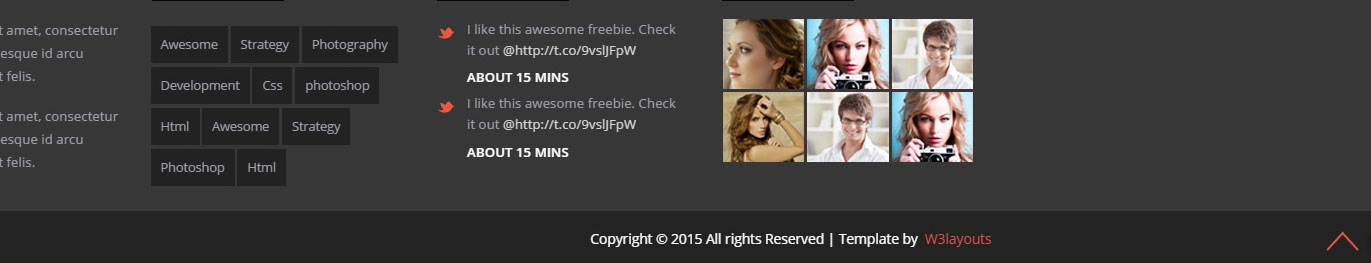 t amet, consectetur
esque id arcu
t felis.
t amet, consectetur
esque id arcu
t felis.
Awesome Strategy Photography
Development Css photoshop
Html Awesome Strategy
Photoshop Html
I like this awesome freebie. Check
it out @http://t.co/9vslJFpW
ABOUT 15 MINS
I like this awesome freebie. Check
it out @http://t.co/9vslJFpW
ABOUT 15 MINS
Copyright © 2015 All rights Reserved | Template by W3layouts